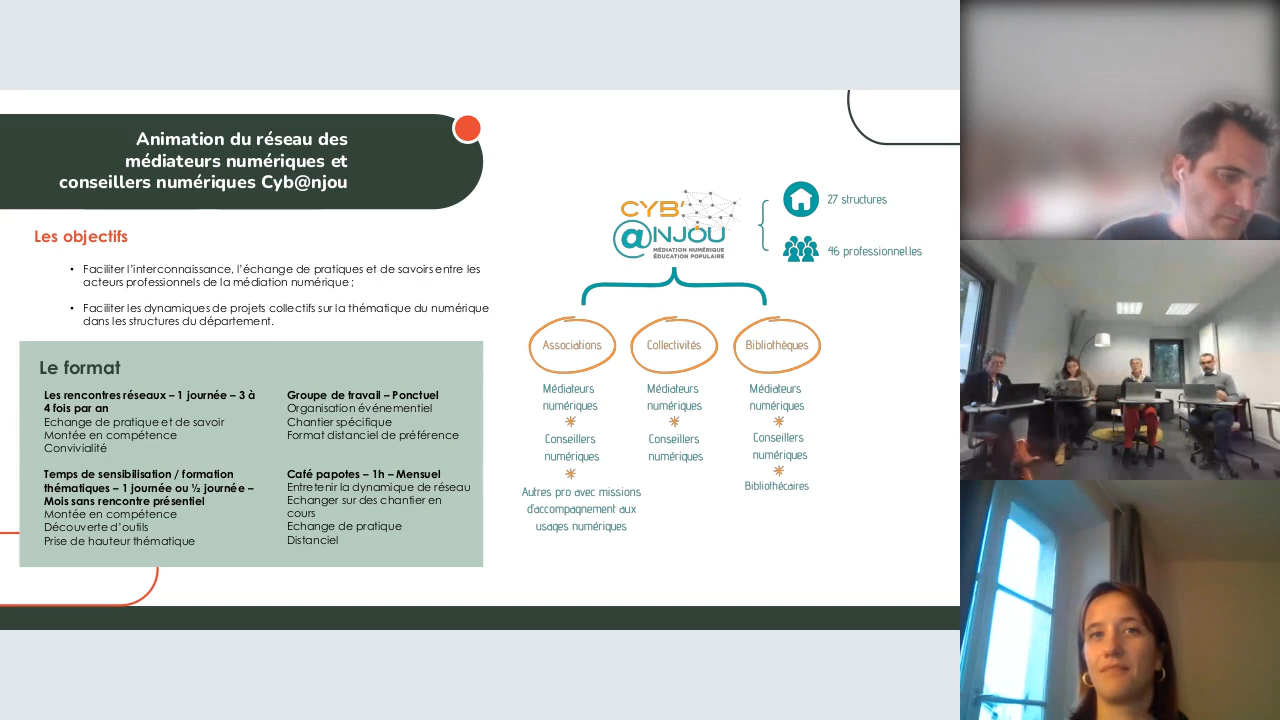 Animation du réseau des
médiateurs numériques et
conseillers numériques Cyb@njou
Les objectifs
• Faciliter l'interconnaissance, l'échange de pratiques et de savoirs entre les
acteurs professionnels de la médiation numérique ;
• Faciliter les dynamiques de projets collectifs sur la thématique du numérique
dans les structures du département.
Le format
Les rencontres réseaux – 1 journée – 3 à
4 fois par an
Echange de pratique et de savoir
Montée en compétence
Convivialité
Temps de sensibilisation / formation
thématiques – 1 journée ou ½ journée –
Mois sans rencontre présentiel
Montée en compétence
Découverte d'outils
Prise de hauteur thématique
Groupe de travail – Ponctuel
Organisation événementiel
Chantier spécifique
Format distanciel de préférence
Café papotes – 1h – Mensuel
Entretenir la dynamique de réseau
Echanger sur des chantier en
cours
Echange de pratique
Distanciel
CYB'
@NJOU
MÉDIATION NUMÉRIQUE
ÉDUCATION POPULAIRE
27 structures
46 professionnel.les
Associations
Médiateurs
numériques
Conseillers
numériques
Autres pro avec missions
d'accompagnement aux
usages numériques
Collectivités
Médiateurs
numériques
Conseillers
numériques
Bibliothèques
Médiateurs
numériques
Conseillers
numériques
Bibliothécaires